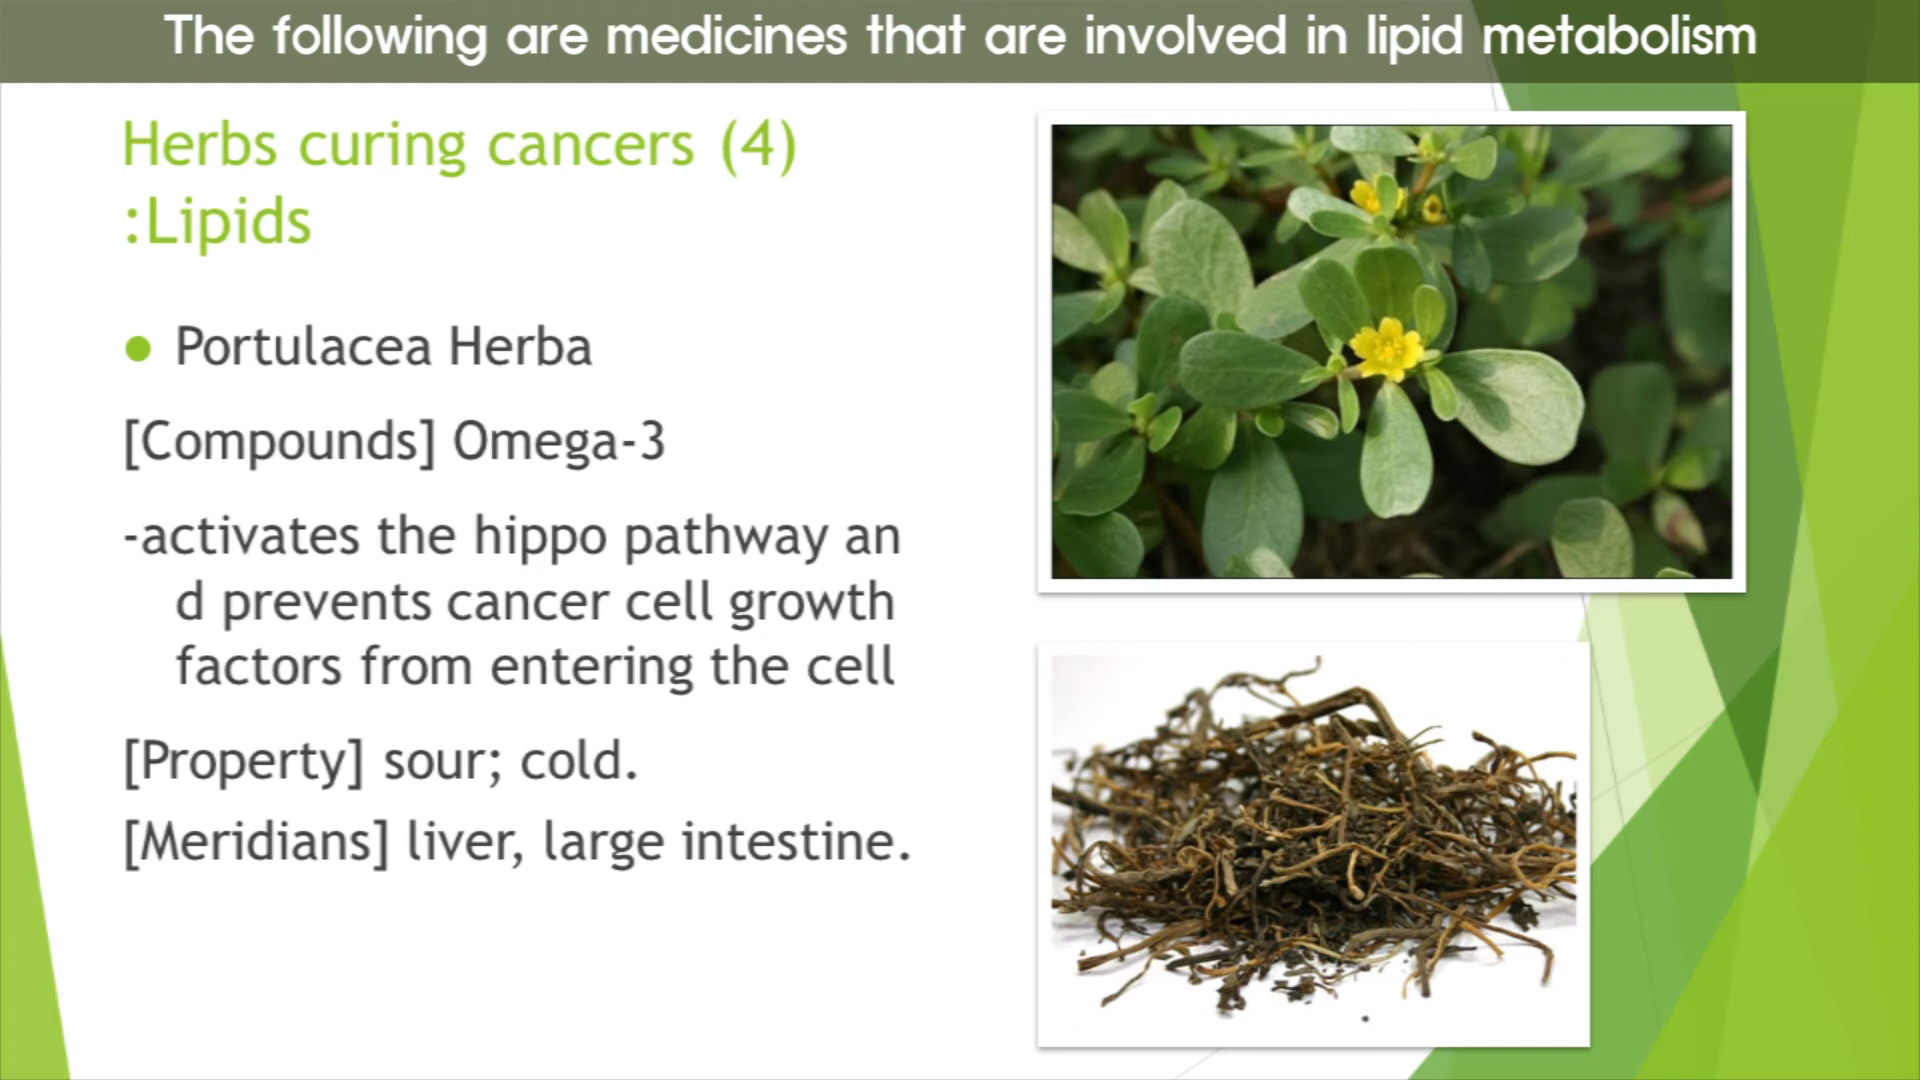 The following are medicines that are involved in lipid metabolism
Herbs curing cancers (4)
:Lipids
Portulacea Herba
[Compounds] Omega-3
-activates the hippo pathway an
d prevents cancer cell growth
factors from entering the cell
[Property] sour; cold.
[Meridians] liver, large intestine.